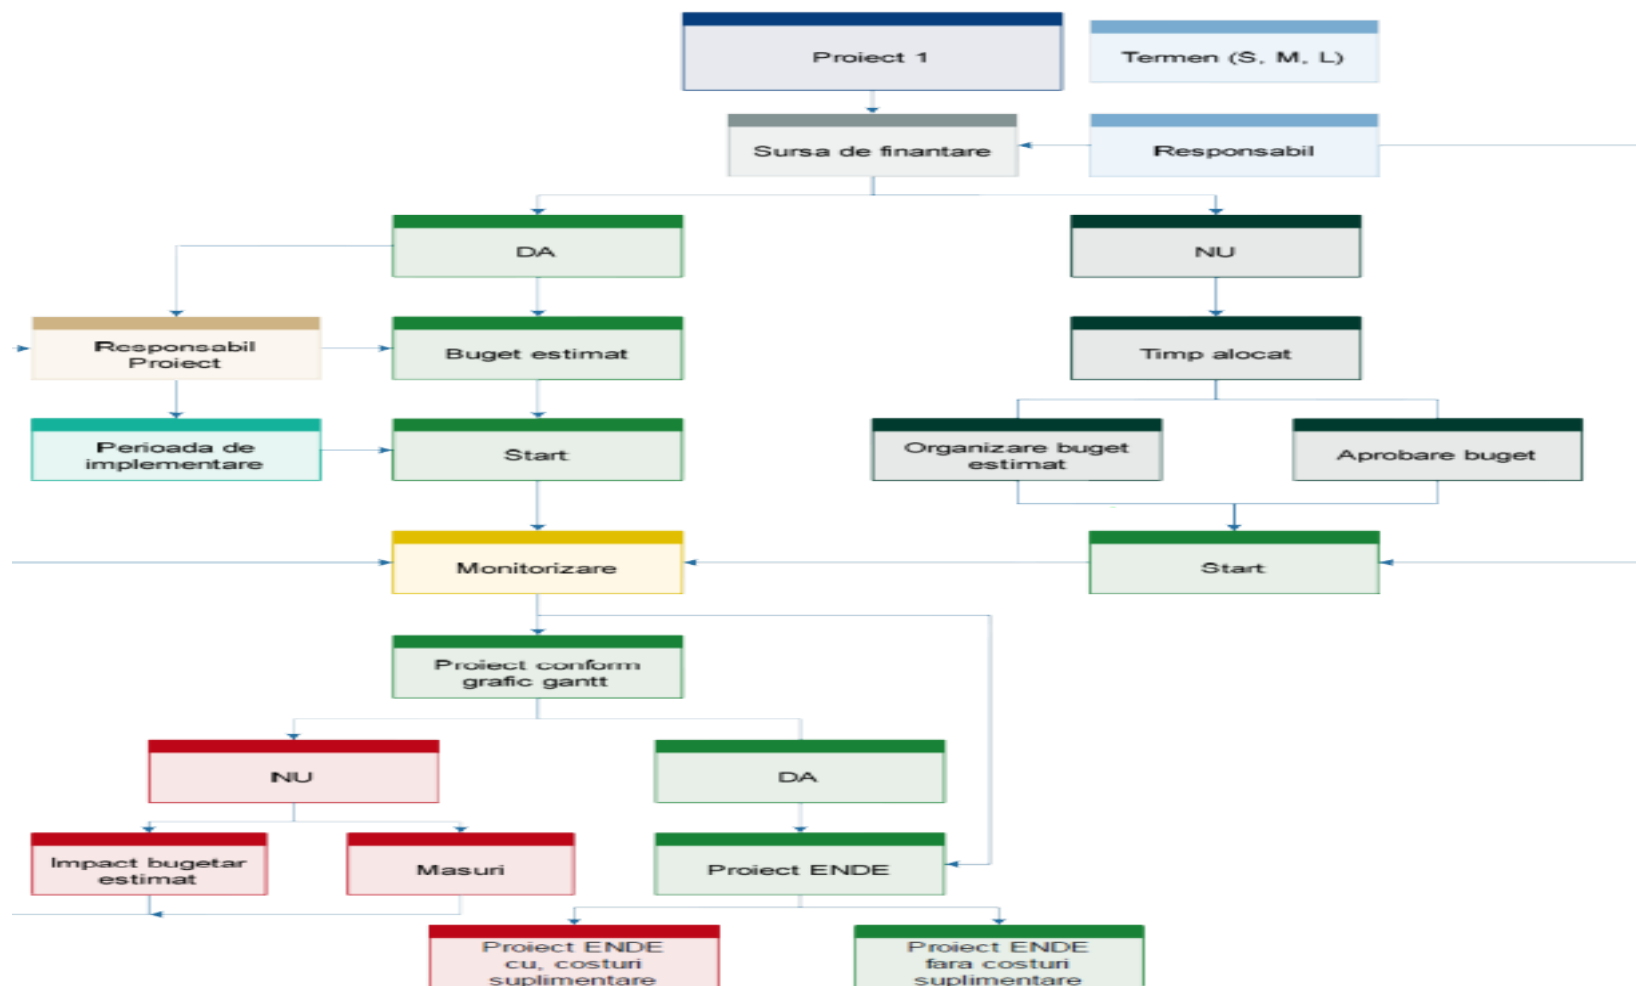 Proiect 1
Termen (S, M, L)
Sursa de finantare
Responsabil
DA
NU
Responsabil
Proiect
Buget estimat
Timp alocat
Perioada de
implementare
Start
Organizare buget
estimat
Aprobare buget
Monitorizare
Start
Proiect conform
grafic gantt
NU
DA
Impact bugetar
estimat
Masuri
Proiect ENDE
Proiect ENDE
cu, costuri
suplimentare
Proiect ENDE
fara costuri
suplimentare